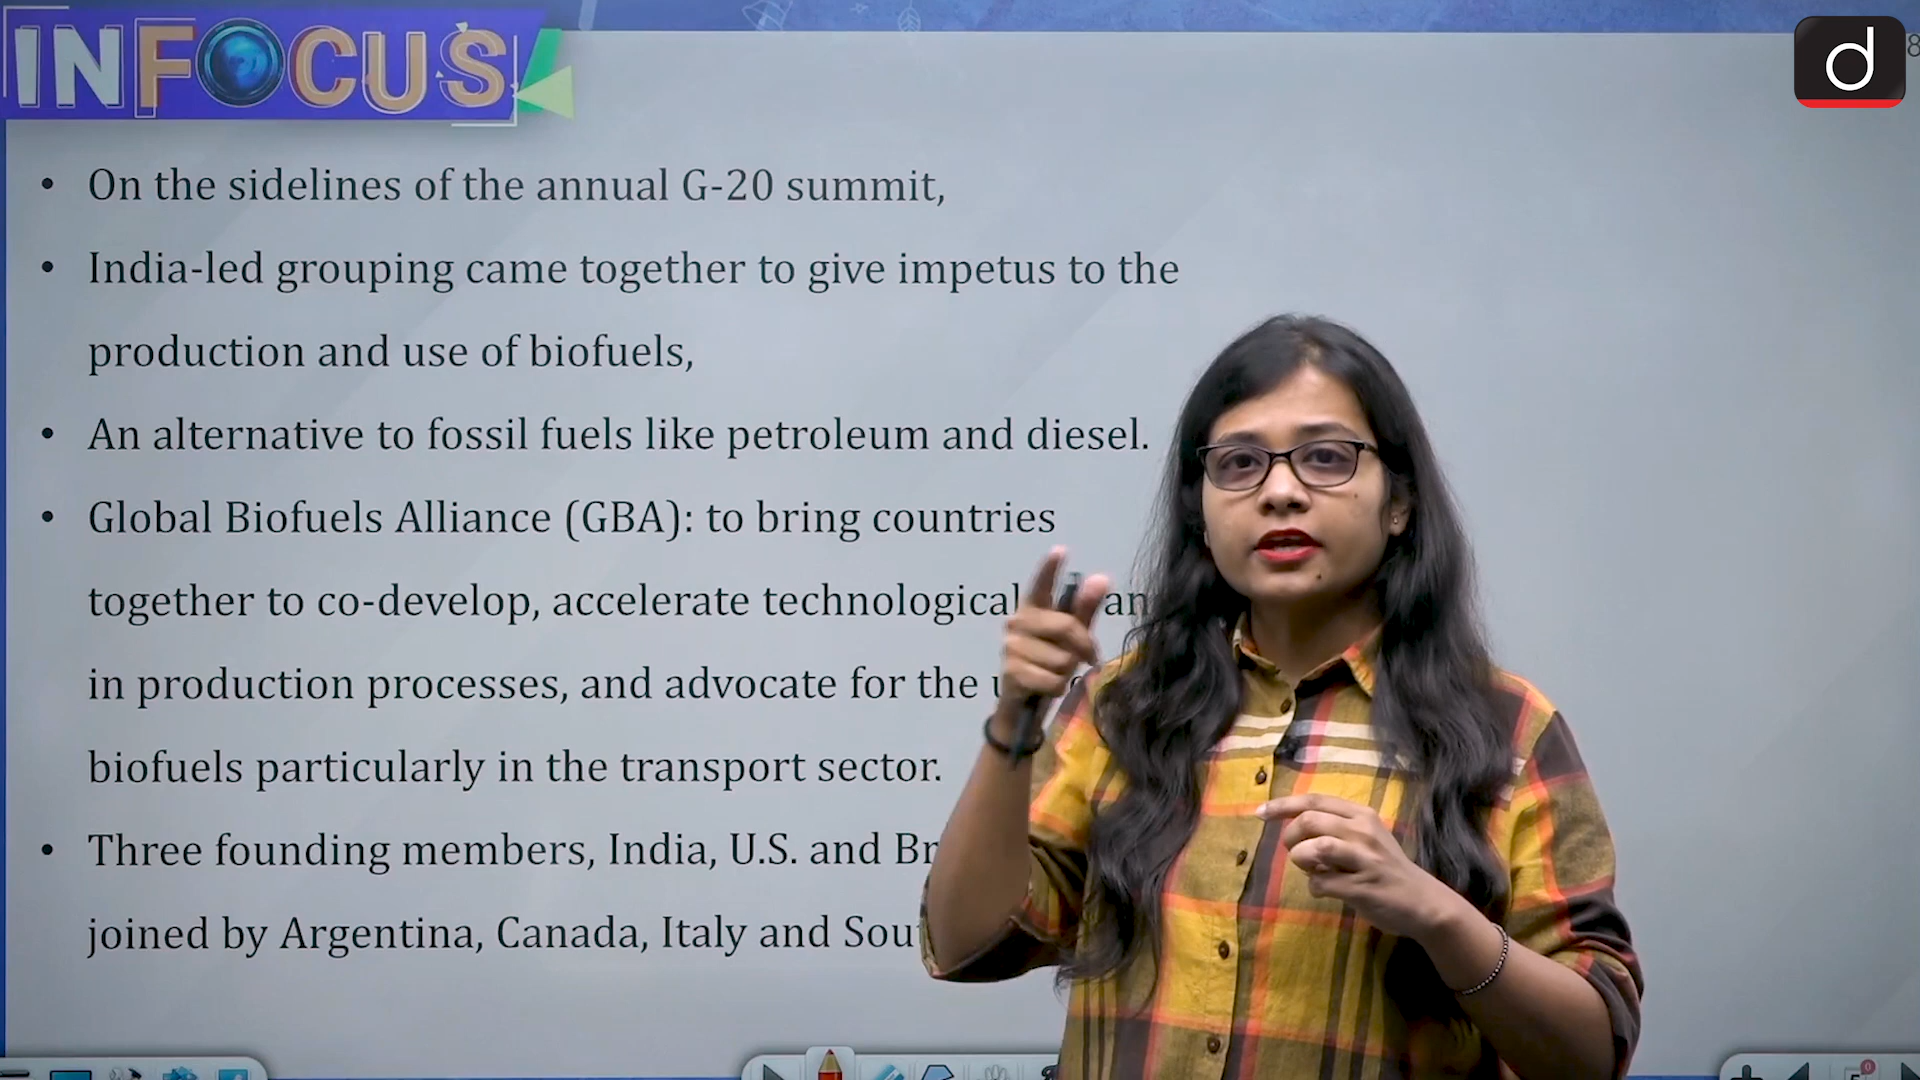 INFOCUS
d
8
• On the sidelines of the annual G-20 summit,
• India-led grouping came together to give impetus to the
production and use of biofuels,
• An alternative to fossil fuels like petroleum and diesel.
• Global Biofuels Alliance (GBA): to bring countries
together to co-develop, accelerate technological
in production processes, and advocate for the
biofuels particularly in the transport sector.
• Three founding members, India, U.S. and
joined by Argentina, Canada, Italy and